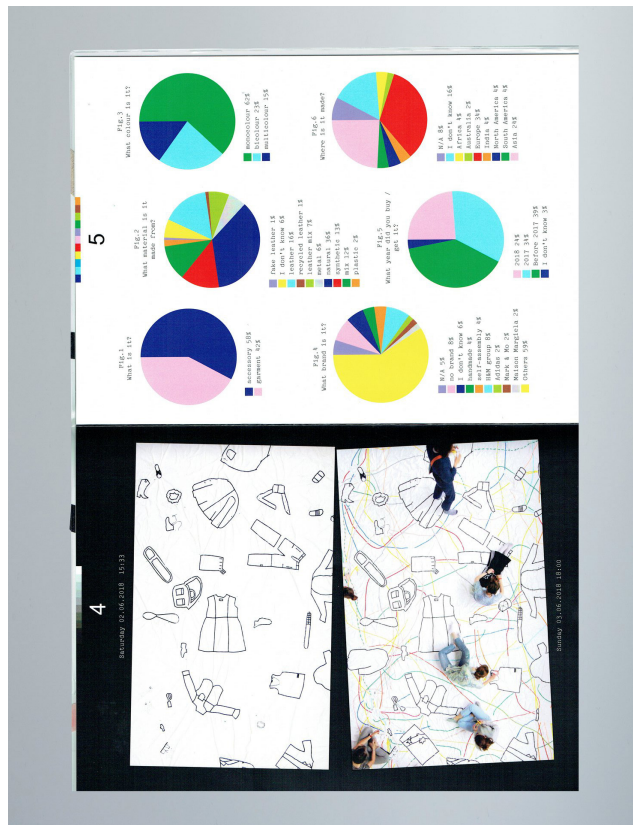 4
Saturday 02.06.2018 15:33
Sunday 03.06.2018 18:00
5
Fig.1
What is it?
accessory 58%
garment 42%
Fig.2
What material is it
made from?
fake leather 1%
I don't know 6%
leather 16%
recycled leather 1%
leather mix 7%
metal 6%
natural 36%
synthetic 13%
mix 12%
plastic 2%
Fig.3
What colour is it?
monocolour 62%
bicolour 23%
multicolour 15%
Fig.4
What brand is it?
N/A 5%
no brand 8%
I don't know 6%
handmade 4%
self-assembly 4%
H&M group 8%
Adidas 2%
Mark & Mo 2%
Maison Margiela 2%
Others 59%
Fig.5
What year did you buy /
get it?
2018 24%
2017 34%
Before 2017 39%
I don't know 3%
Fig.6
Where is it made?
N/A 8%
I don't know 16%
Africa 4%
Australia 2%
Europe 34%
India 4%
North America 4%
South America 4%
Asia 24%